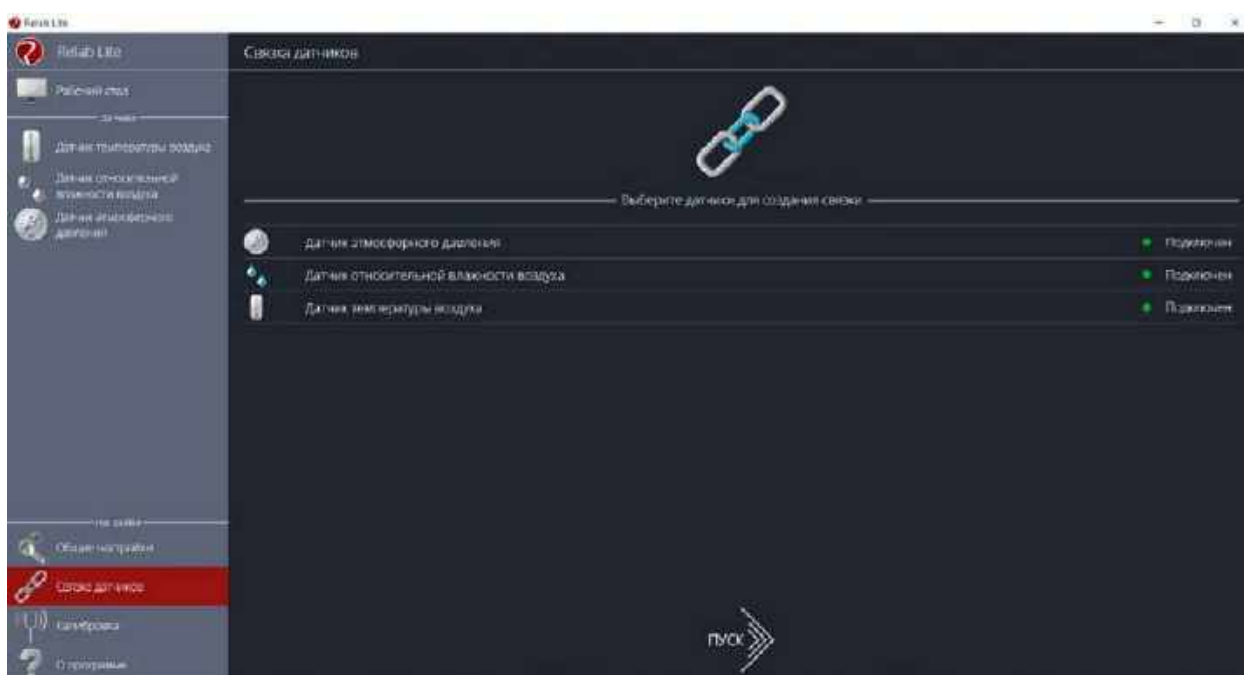 Relab Lite
Relab Lite
Рабочий стол
Датчики
Датчик температуры воздуха
Датчик относительной
влажности воздуха
Датчик атмосферного
давления
Настройки
Общие настройки
Связка датчиков
Калибровка
О программе
Связка датчиков
Выберите датчики для создания связки
Датчик атмосферного давления
Подключен
Датчик относительной влажности воздуха
Подключен
Датчик температуры воздуха
Подключен
ПУСК